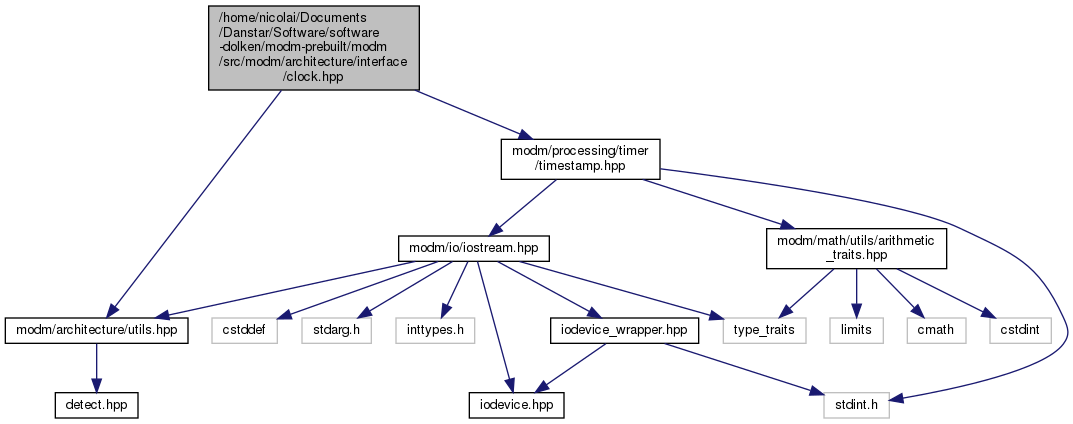 /home/nicolai/Documents
/Danstar/Software/software
-dolken/modm-prebuilt/modm
/src/modm/architecture/interface
/clock.hpp
modm/processing/timer
/timestamp.hpp
modm/io/iostream.hpp
modm/math/utils/arithmetic
_traits.hpp
modm/architecture/utils.hpp
cstddef
stdarg.h
inttypes.h
iodevice_wrapper.hpp
type_traits
limits
cmath
cstdint
detect.hpp
iodevice.hpp
stdint.h